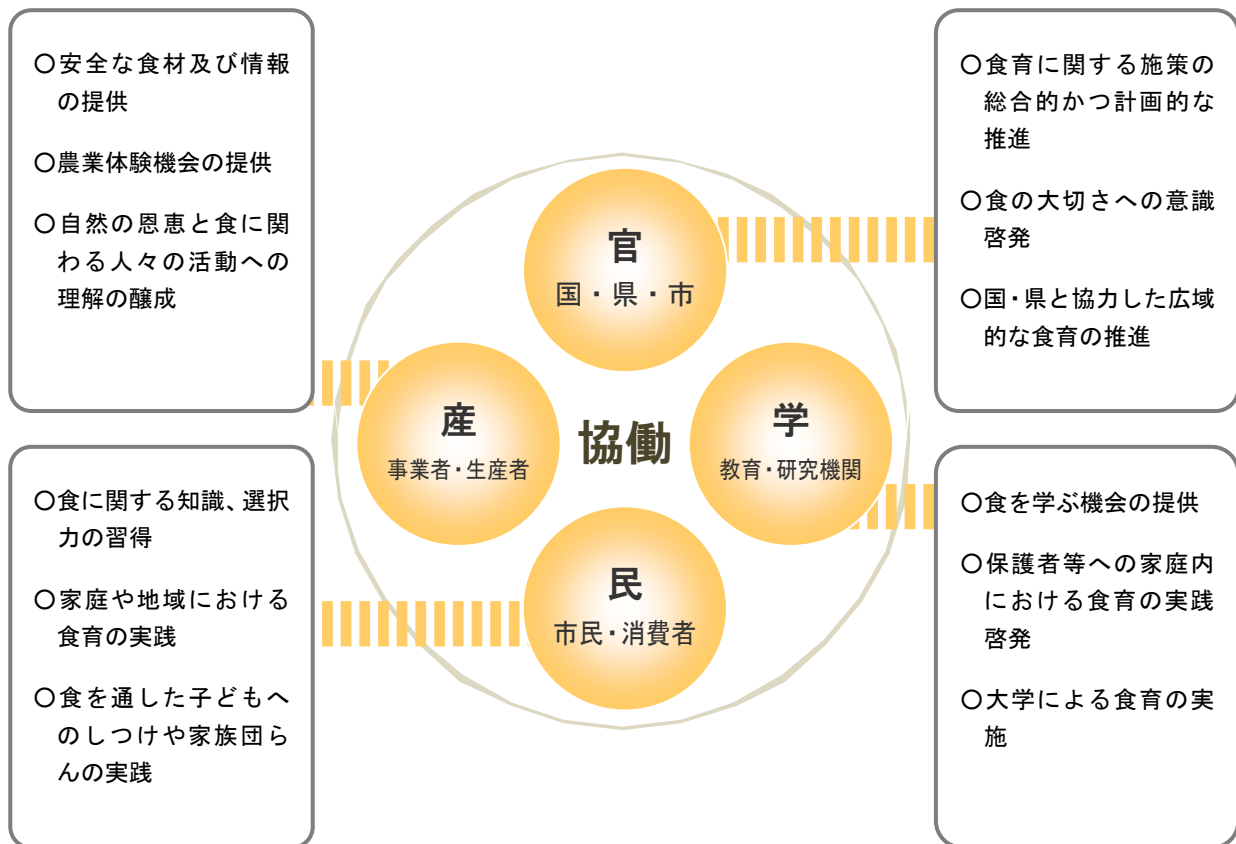 〇安全な食材及び情報
の提供
〇農業体験機会の提供
〇自然の恩恵と食に関
わる人々の活動への
理解の醸成
〇食育に関する施策の
総合的かつ計画的な
推進
〇食の大切さへの意識
啓発
〇国・県と協力した広域
的な食育の推進
官
国・県・市
産
事業者・生産者
協働
学
教育・研究機関
民
市民・消費者
〇食に関する知識、選択
力の習得
〇家庭や地域における
食育の実践
〇食を通した子どもへ
のしつけや家族団ら
んの実践
〇食を学ぶ機会の提供
〇保護者等への家庭内
における食育の実践
啓発
〇大学による食育の実
施